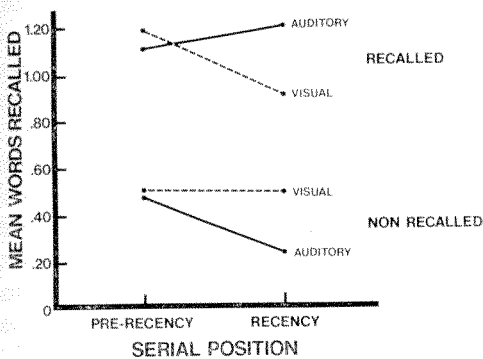 MEAN WORDS RECALLED
1.20
1.00
.80
.60
.40
.20
0
AUDITORY
RECALLED
VISUAL
VISUAL
NON RECALLED
AUDITORY
PRE-RECENCY
RECENCY
SERIAL POSITION